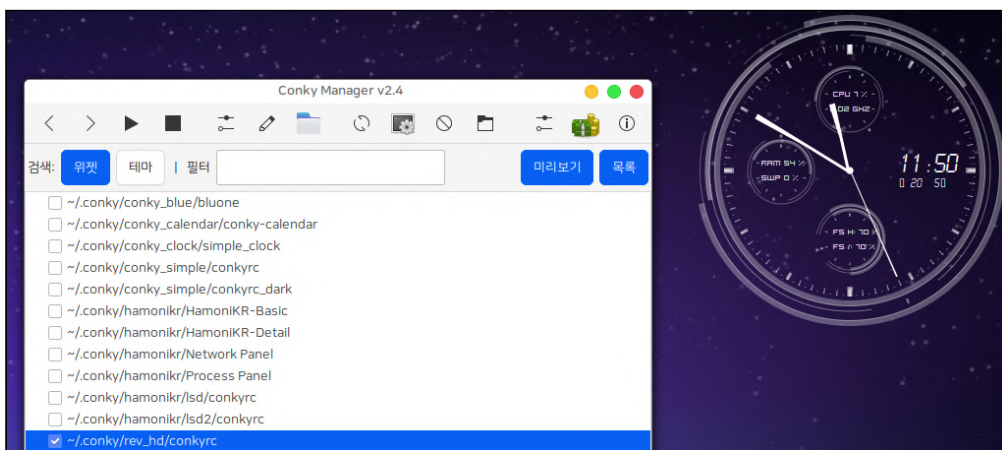 Conky Manager v2.4
검색: 위젯 테마 | 필터 미리보기 목록
~/.conky/conky_blue/bluone
~/.conky/conky_calendar/conky-calendar
~/.conky/conky_clock/simple_clock
~/.conky/conky_simple/conkyrc
~/.conky/conky_simple/conkyrc_dark
~/.conky/hamonikr/HamoniKR-Basic
~/.conky/hamonikr/HamoniKR-Detail
~/.conky/hamonikr/Network Panel
~/.conky/hamonikr/Process Panel
~/.conky/hamonikr/lsd/conkyrc
~/.conky/hamonikr/lsd2/conkyrc
~/.conky/rev_hd/conkyrc
CPU 7 %
GHZ
RAM 54 %
SWP 0 %
11:50
0 20 50
FS H: 70 %
FS /: 70 %